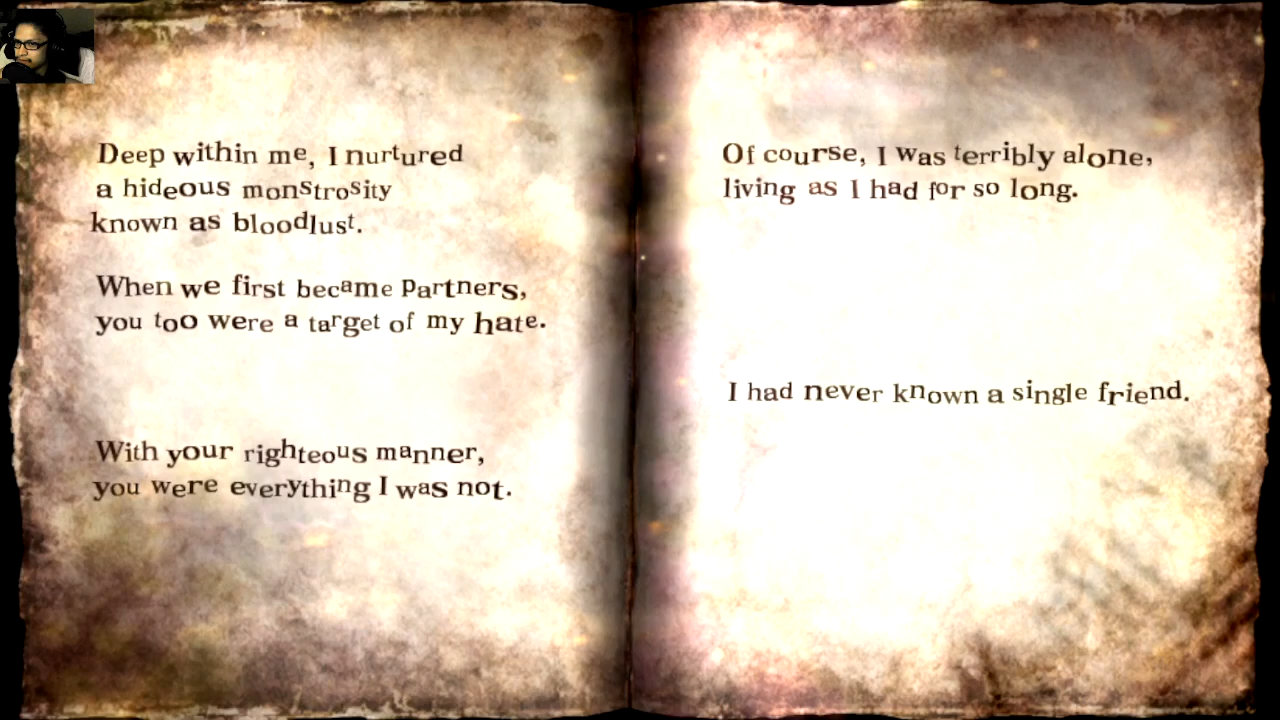 Deep within me, I nurtured
a hideous monstrosity
known as bloodlust.
When we first became partners,
you too were a target of my hate.
With your righteous manner,
you were everything I was not.
Of course, I was terribly alone,
living as I had for so long.
I had never known a single friend.